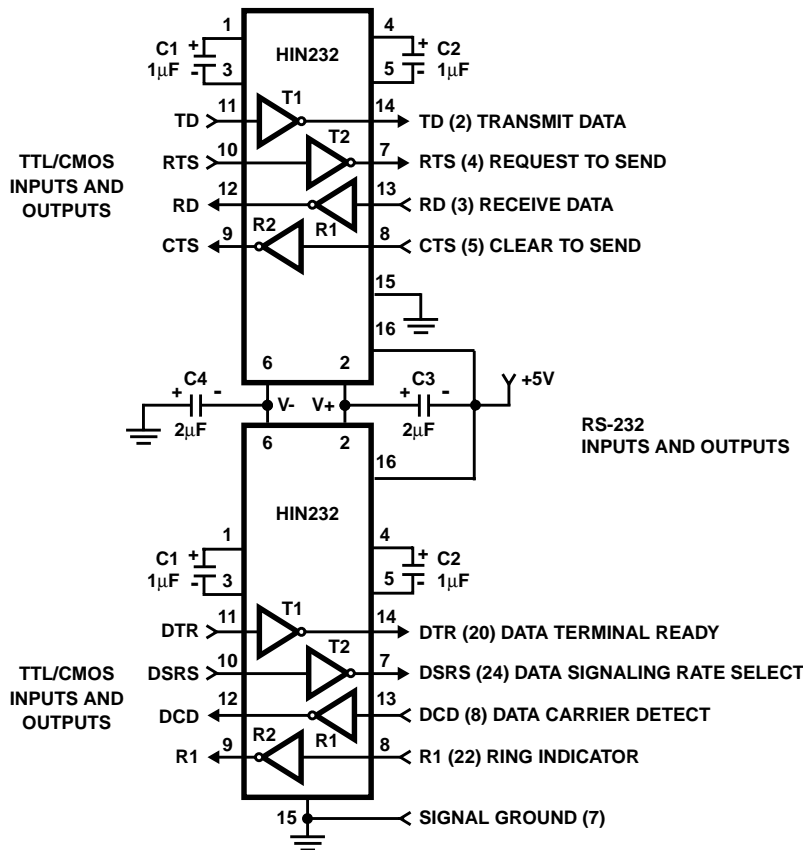 1 4
HIN232
C1 + + C2
1µF - - 1µF
3 5
11 T1 14
TD TD (2) TRANSMIT DATA
10 T2 7
RTS RTS (4) REQUEST TO SEND
TTL/CMOS
INPUTS AND
OUTPUTS
12 13
RD R1 RD (3) RECEIVE DATA
9 R2 8
CTS CTS (5) CLEAR TO SEND
15
16
6 2
C4 + - V- V+ + C3 - +5V
2µF 2µF
RS-232
INPUTS AND OUTPUTS
6 2
16
HIN232
1 4
C1 + + C2
1µF - - 1µF
3 5
11 T1 14
DTR DTR (20) DATA TERMINAL READY
10 T2 7
DSRS DSRS (24) DATA SIGNALING RATE SELECT
TTL/CMOS
INPUTS AND
OUTPUTS
12 13
DCD R1 DCD (8) DATA CARRIER DETECT
9 R2 8
R1 R1 (22) RING INDICATOR
15 SIGNAL GROUND (7)